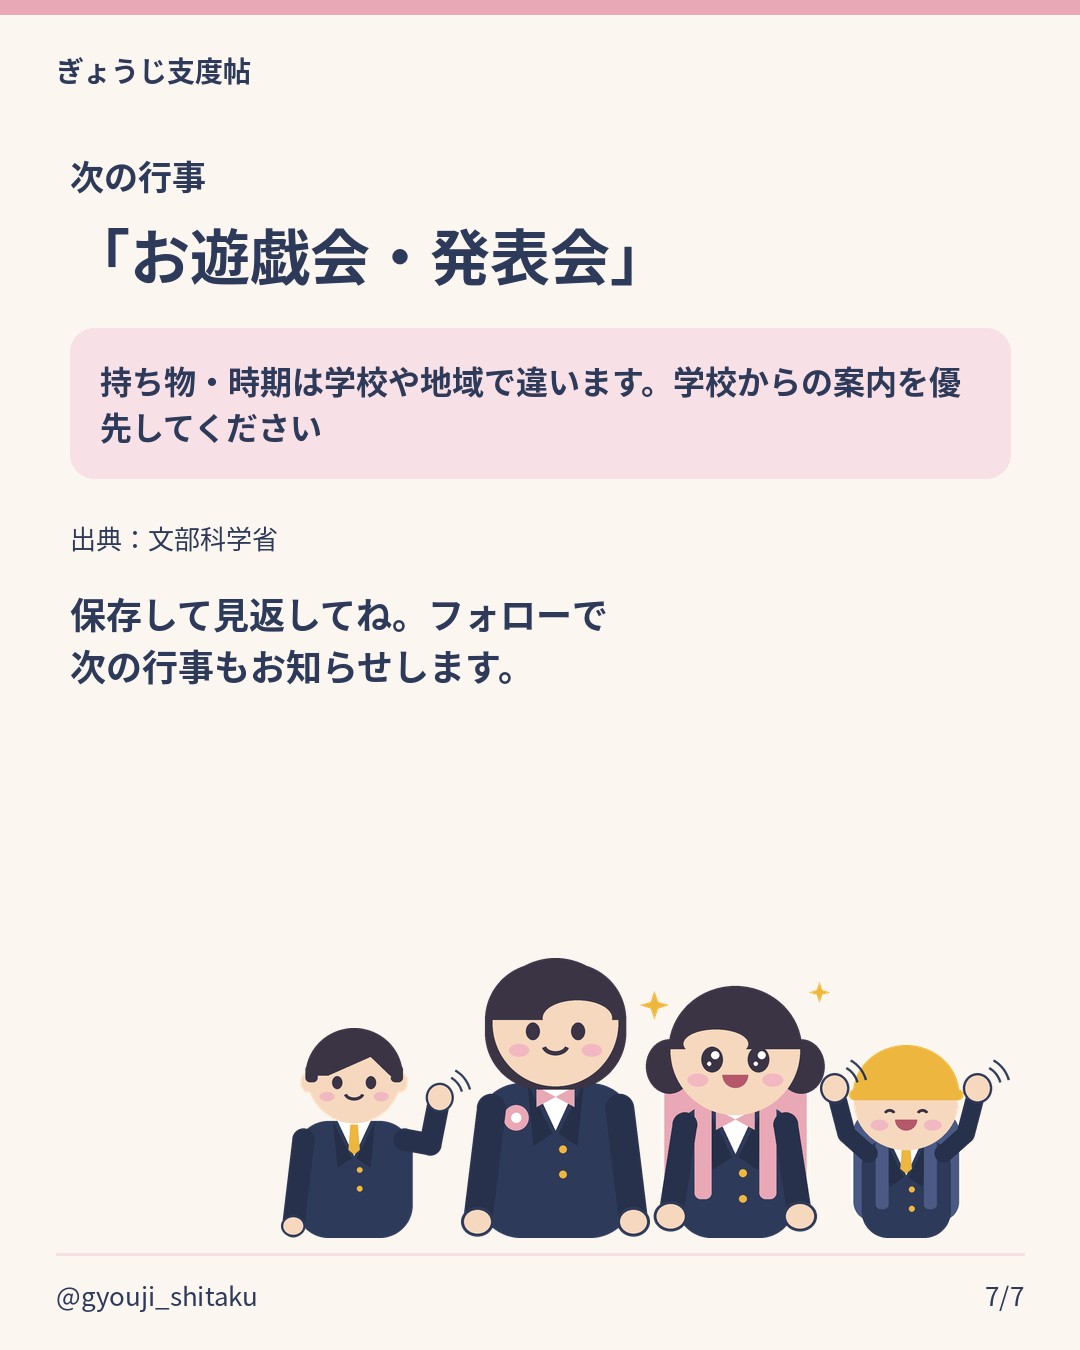 ぎょうじ支度帖
次の行事
「お遊戯会・発表会」
持ち物・時期は学校や地域で違います。学校からの案内を優
先してください
出典：文部科学省
保存して見返してね。フォローで
次の行事もお知らせします。
@gyouji_shitaku
7/7